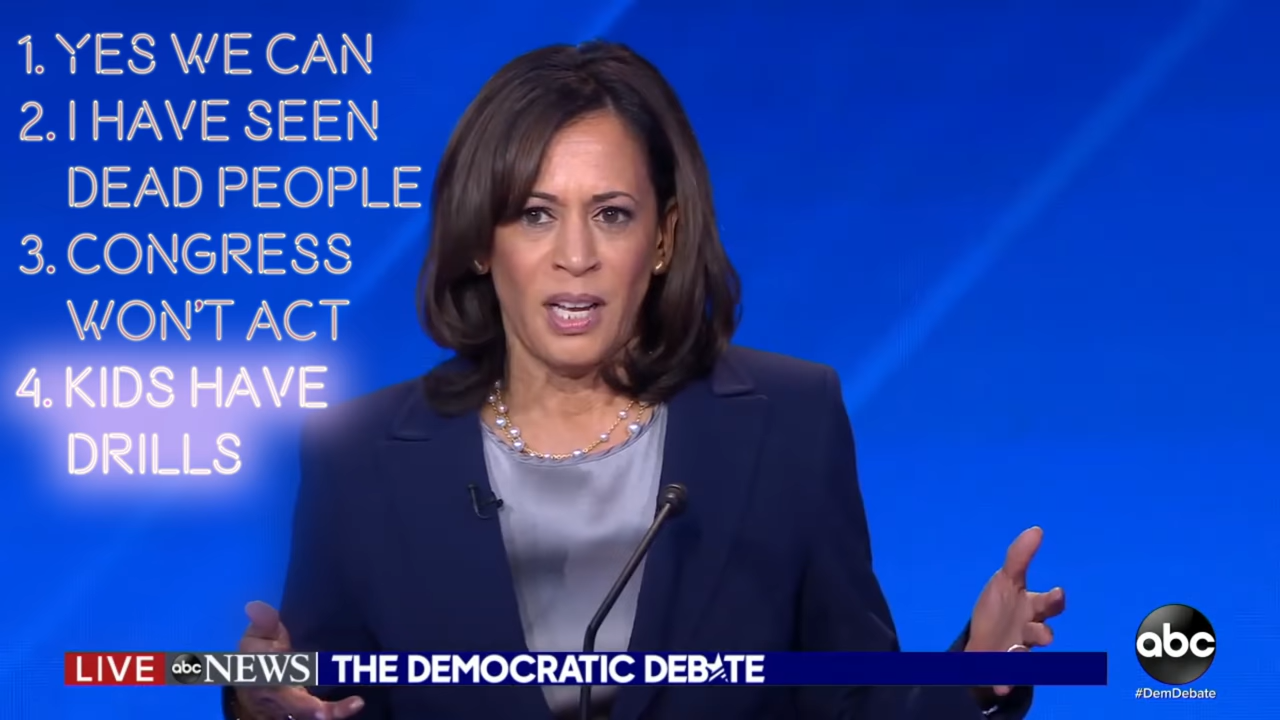 1. YES WE CAN
2. I HAVE SEEN
DEAD PEOPLE
3. CONGRESS
WON'T ACT
4. KIDS HAVE
DRILLS
LIVE abc NEWS THE DEMOCRATIC DEBATE
abc
#DemDebate